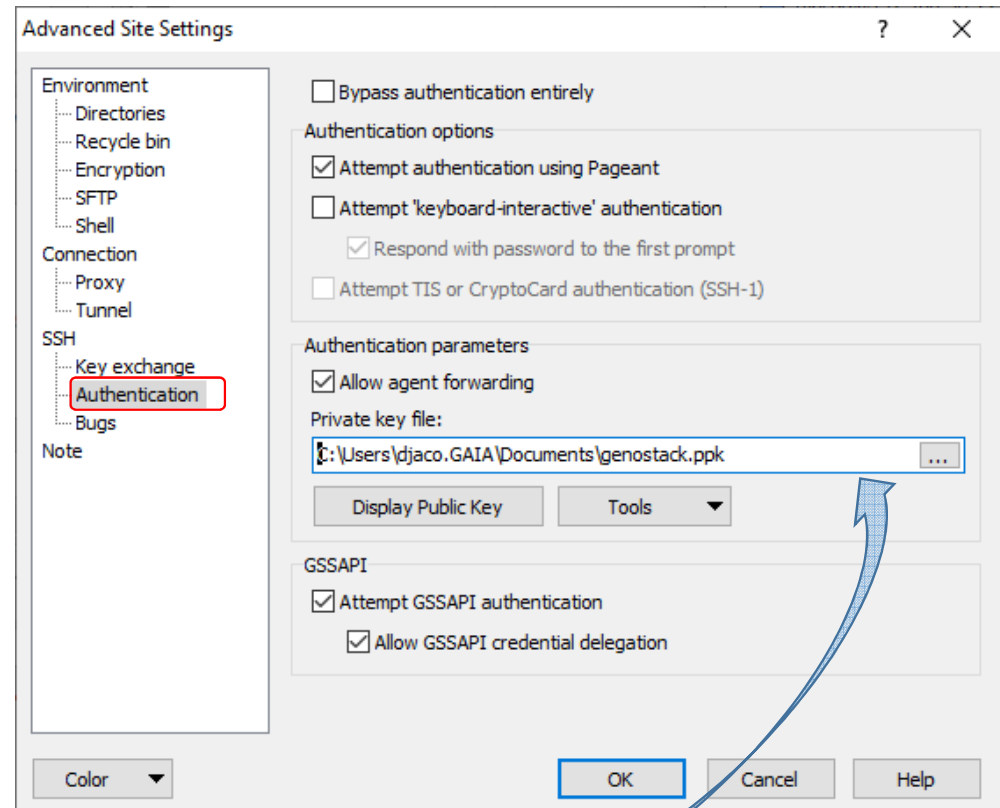 Advanced Site Settings
?
Environment
Directories
Recycle bin
Encryption
SFTP
Shell
Connection
Proxy
Tunnel
SSH
Key exchange
Authentication
Bugs
Note
Bypass authentication entirely
Authentication options
Attempt authentication using Pageant
Attempt 'keyboard-interactive' authentication
Respond with password to the first prompt
Attempt TIS or CryptoCard authentication (SSH-1)
Authentication parameters
Allow agent forwarding
Private key file:
C:\Users\djaco.GAIA\Documents\genostack.ppk
...
Display Public Key
Tools
GSSAPI
Attempt GSSAPI authentication
Allow GSSAPI credential delegation
Color
OK
Cancel
Help